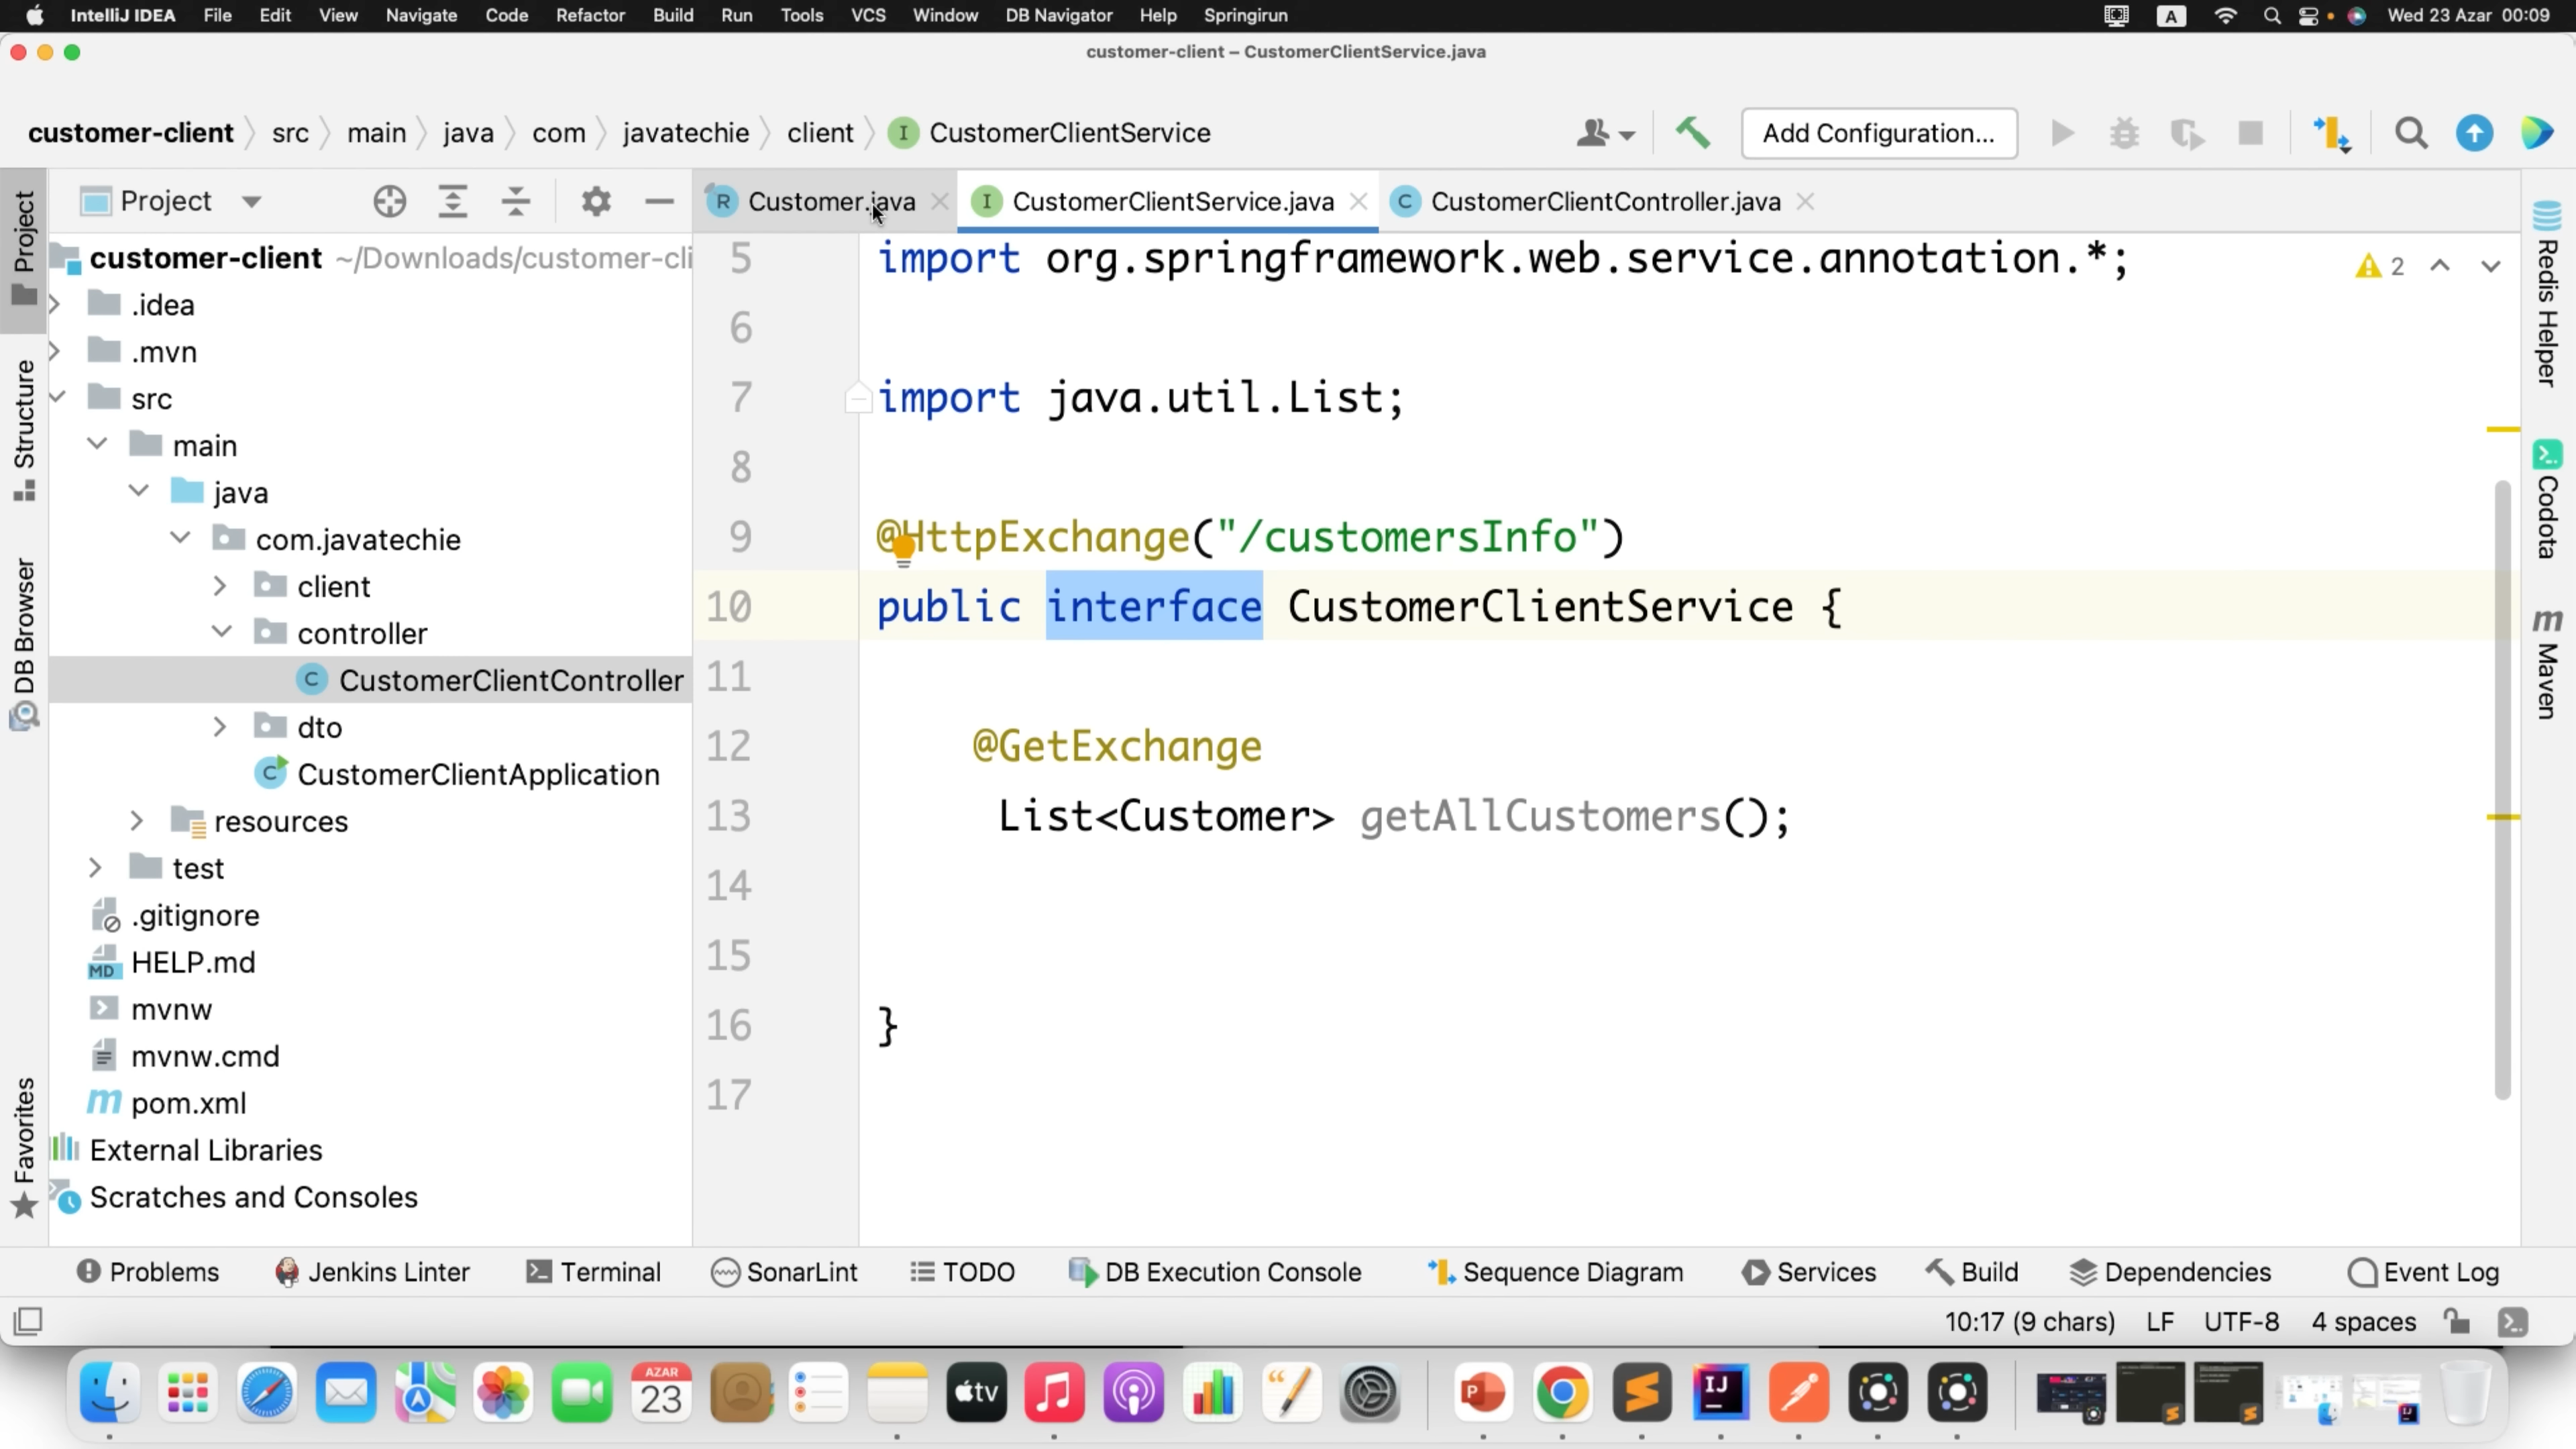 IntelliJ IDEA File Edit View Navigate Code Refactor Build Run Tools VCS Window DB Navigator Help Springirun A Wed 23 Azar 00:09
customer-client – CustomerClientService.java
customer-client src main java com javatechie client I CustomerClientService Add Configuration...
Project
R Customer.java
I CustomerClientService.java
C CustomerClientController.java
Project
Structure
DB Browser
Favorites
customer-client ~/Downloads/customer-cli
.idea
.mvn
src
main
java
com.javatechie
client
controller
C CustomerClientController
dto
C CustomerClientApplication
resources
test
.gitignore
MD HELP.md
mvnw
mvnw.cmd
m pom.xml
External Libraries
Scratches and Consoles
5 import org.springframework.web.service.annotation.*;
6
7 import java.util.List;
8
9 @HttpExchange("/customersInfo")
10 public interface CustomerClientService {
11
12 @GetExchange
13 List<Customer> getAllCustomers();
14
15
16 }
17
2
Redis Helper
Codota
m Maven
Problems Jenkins Linter Terminal SonarLint TODO DB Execution Console Sequence Diagram Services Build Dependencies Event Log
10:17 (9 chars) LF UTF-8 4 spaces
AZAR
23
tv
P
IJ